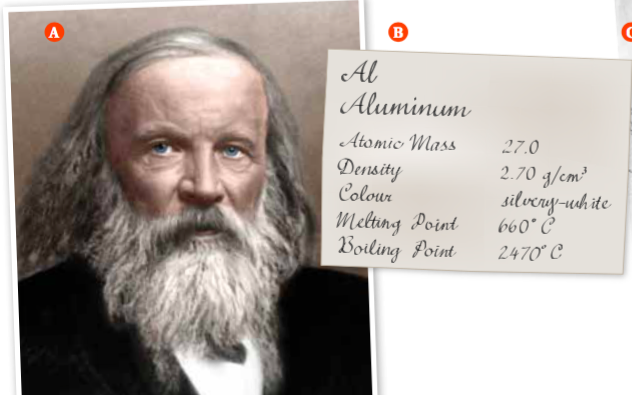 A
B
C
Al
Aluminum
Atomic Mass 27.0
Density 2.70 g/cm³
Colour silvery-white
Melting Point 660° C
Boiling Point 2470° C